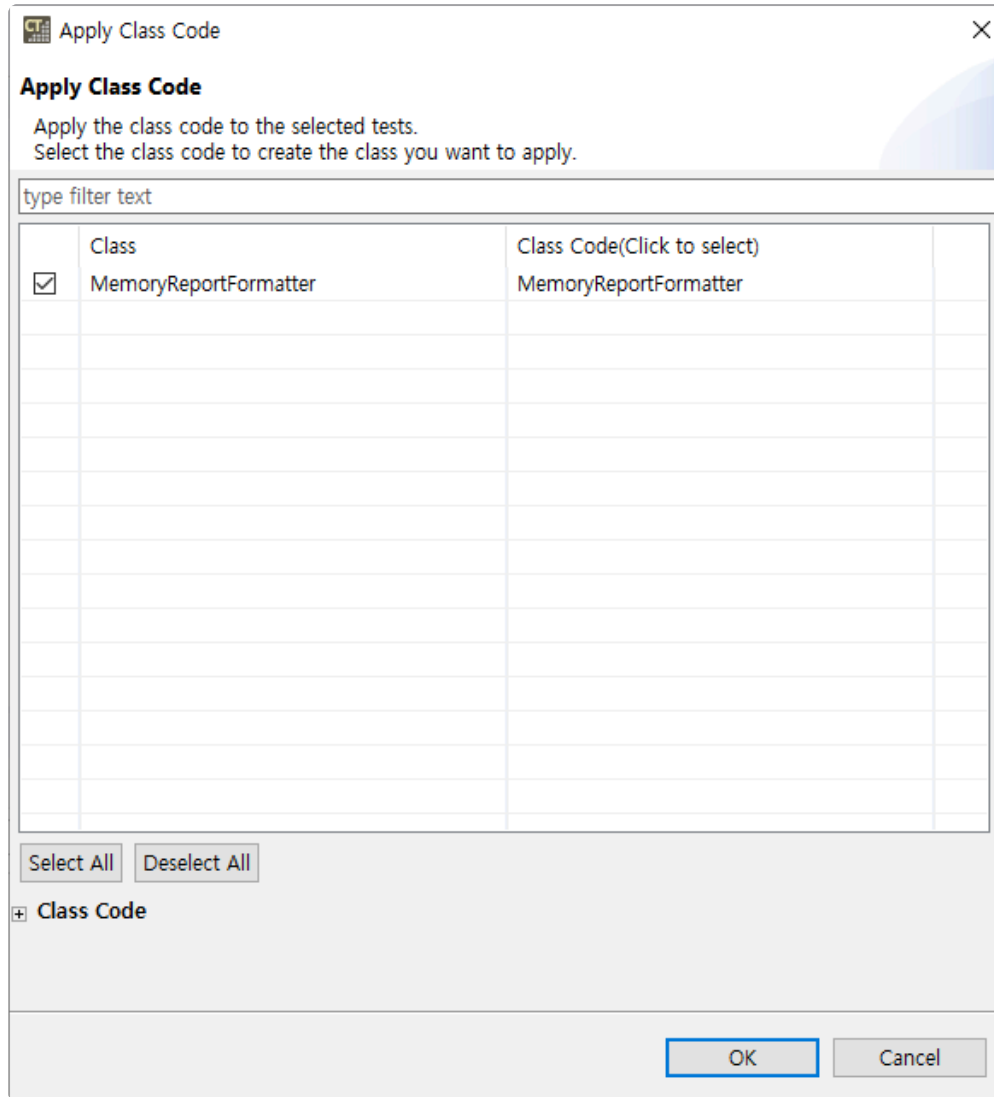 CT Apply Class Code
Apply Class Code
Apply the class code to the selected tests.
Select the class code to create the class you want to apply.
type filter text
Class Class Code(Click to select)
MemoryReportFormatter MemoryReportFormatter
Select All Deselect All
Class Code
OK Cancel